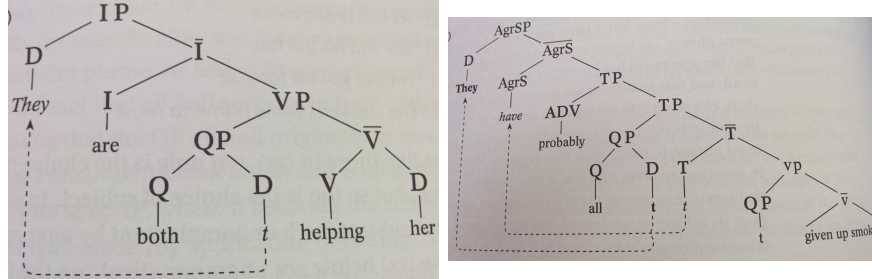 IP
D Ī
They I VP
are QP V̄
Q D V D
both t helping her
) AgrSP
D A̅g̅r̅S̅
They AgrS TP
have ADV TP
probably QP T̄
Q D T vp
all t QP v̄
t given up smok